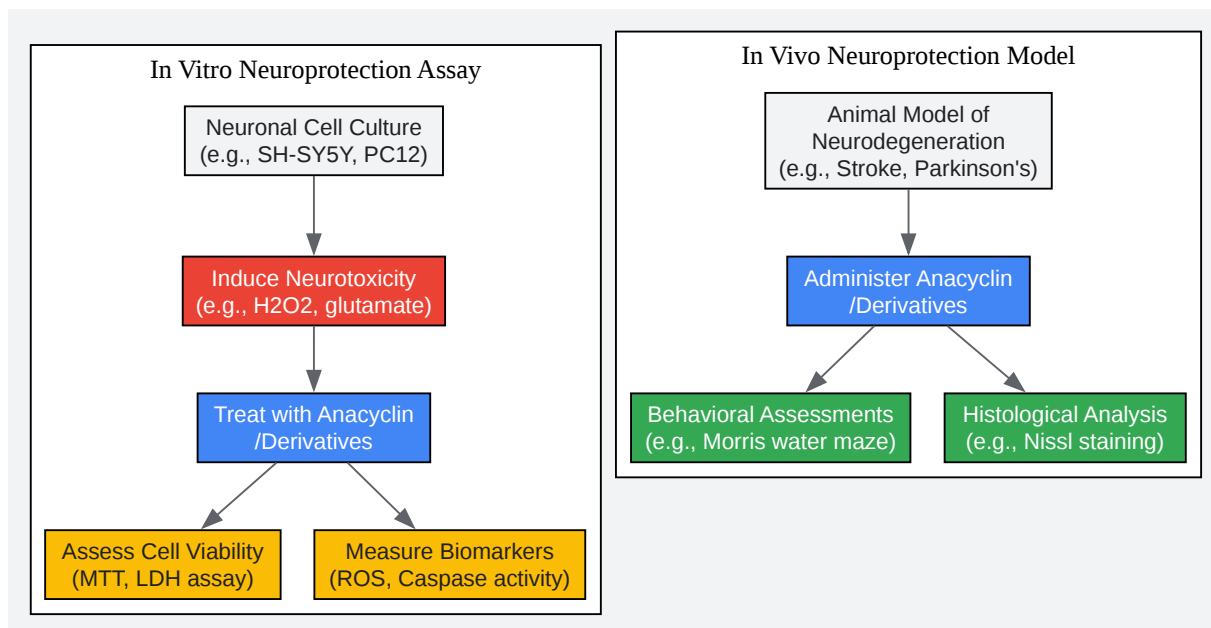 In Vitro Neuroprotection Assay
Neuronal Cell Culture
(e.g., SH-SY5Y, PC12)
Induce Neurotoxicity
(e.g., H2O2, glutamate)
Treat with Anacyclin
/Derivatives
Assess Cell Viability
(MTT, LDH assay)
Measure Biomarkers
(ROS, Caspase activity)
In Vivo Neuroprotection Model
Animal Model of
Neurodegeneration
(e.g., Stroke, Parkinson's)
Administer Anacyclin
/Derivatives
Behavioral Assessments
(e.g., Morris water maze)
Histological Analysis
(e.g., Nissl staining)